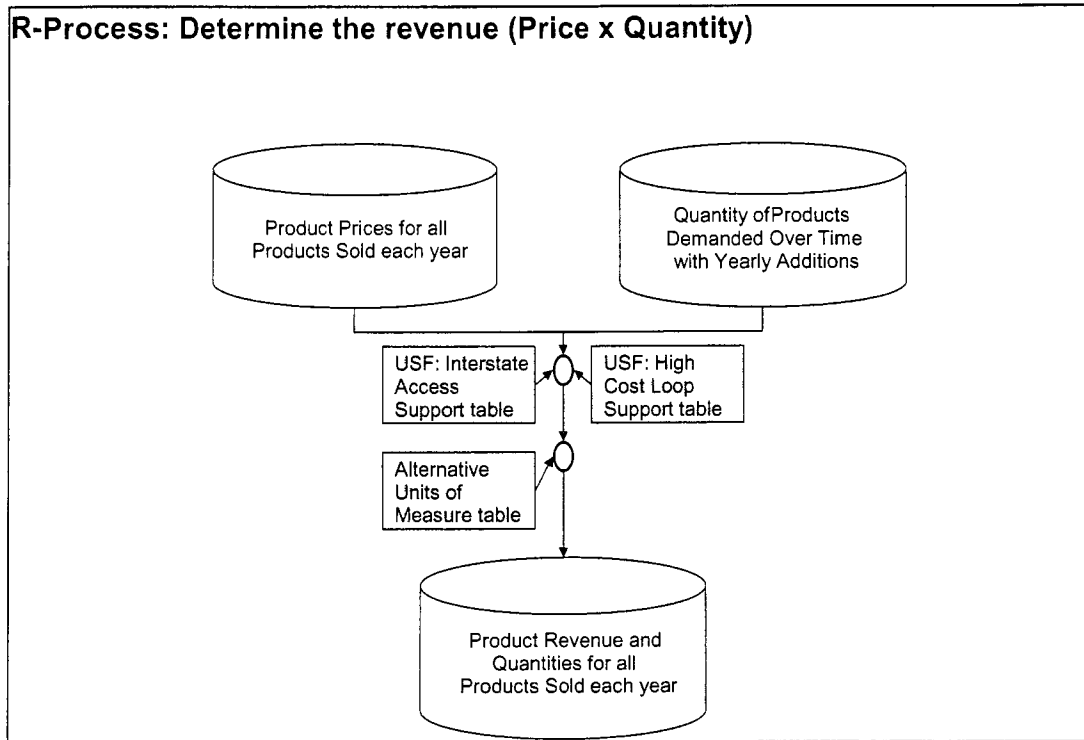 R-Process: Determine the revenue (Price x Quantity)
Product Prices for all
Products Sold each year
Quantity ofProducts
Demanded Over Time
with Yearly Additions
USF: Interstate
Access
Support table
USF: High
Cost Loop
Support table
Alternative
Units of
Measure table
Product Revenue and
Quantities for all
Products Sold each year